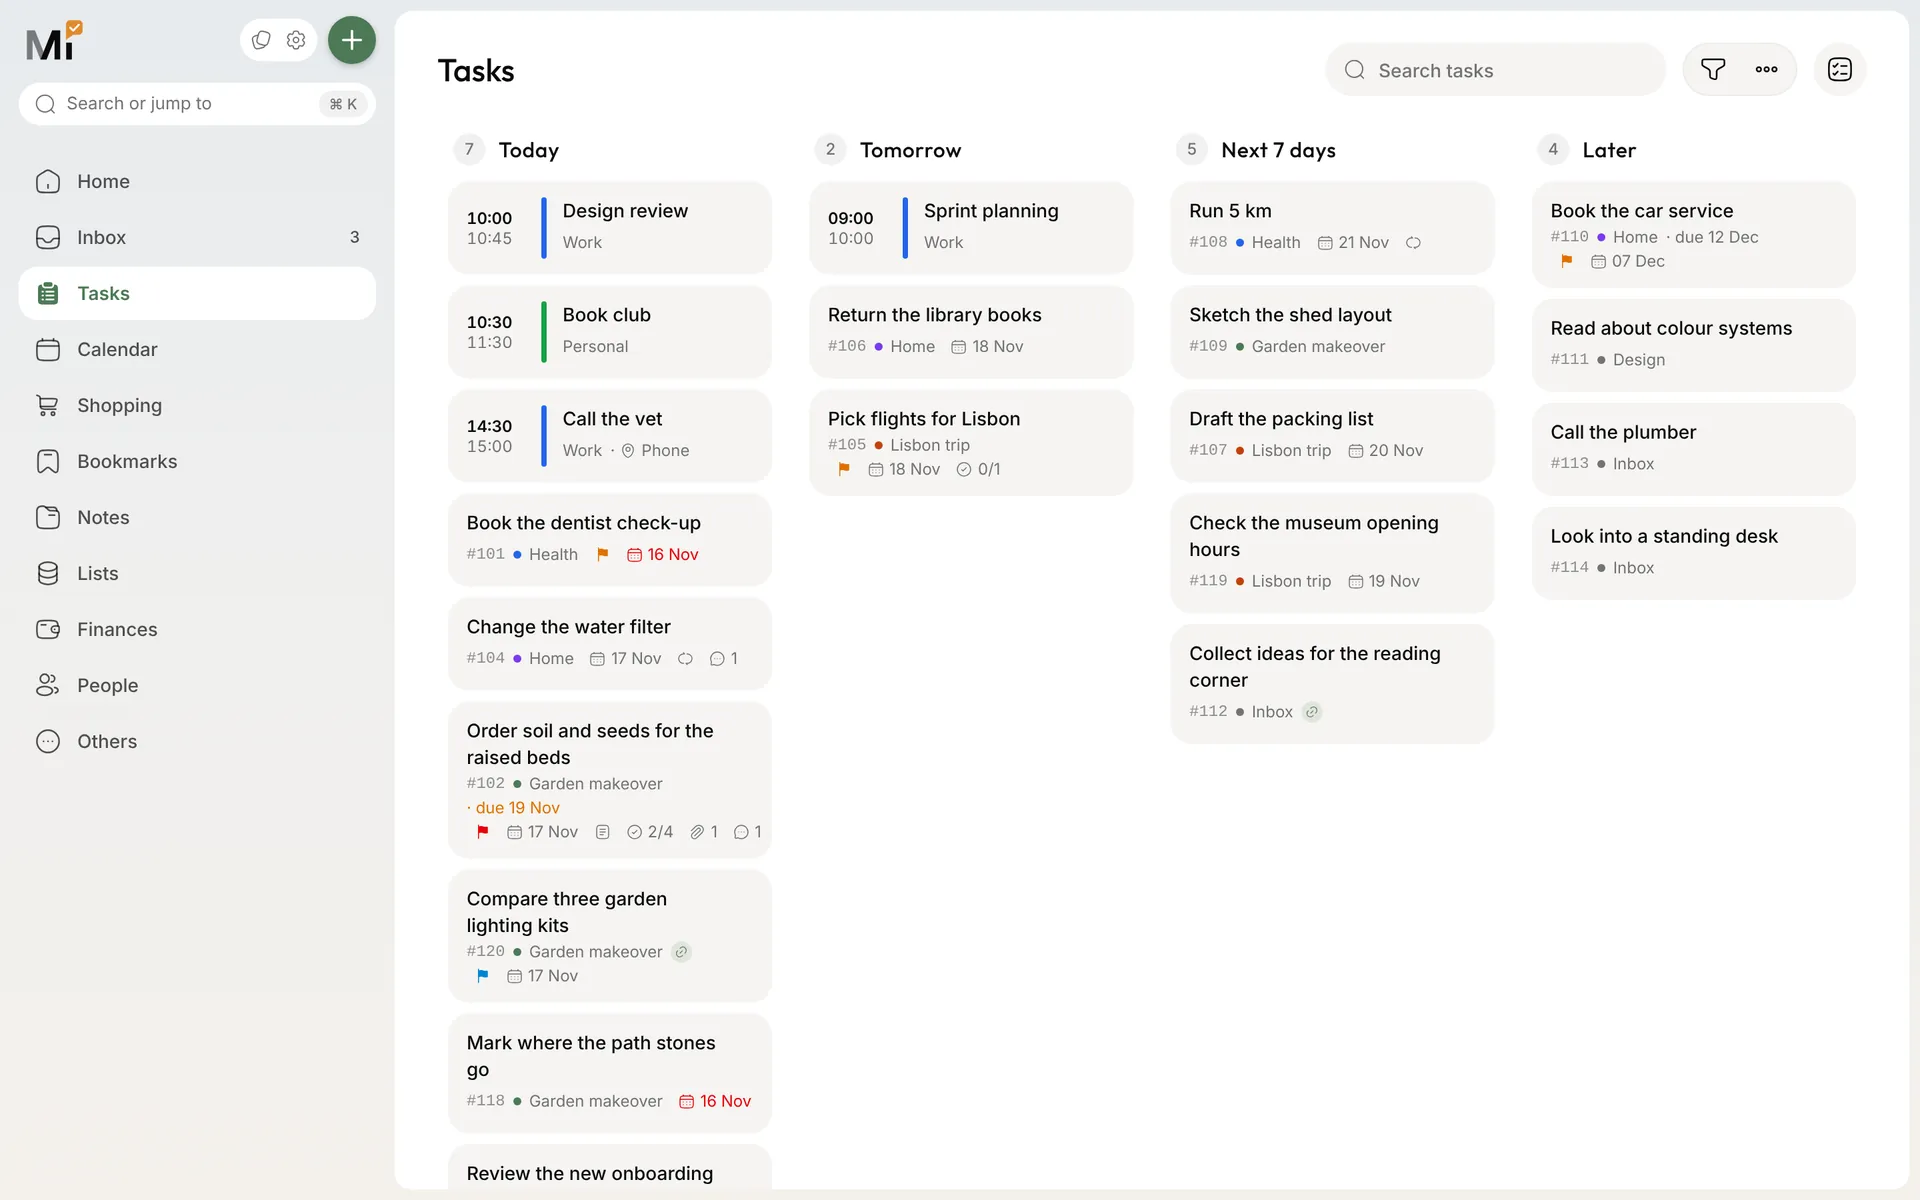 Mi
Search or jump to
⌘ K
Home
Inbox
3
Tasks
Calendar
Shopping
Bookmarks
Notes
Lists
Finances
People
Others
Tasks
Search tasks
7 Today
10:00
10:45
Design review
Work
10:30
11:30
Book club
Personal
14:30
15:00
Call the vet
Work · Phone
Book the dentist check-up
#101 Health 16 Nov
Change the water filter
#104 Home 17 Nov 1
Order soil and seeds for the
raised beds
#102 Garden makeover
· due 19 Nov
17 Nov 2/4 1 1
Compare three garden
lighting kits
#120 Garden makeover
17 Nov
Mark where the path stones
go
#118 Garden makeover 16 Nov
Review the new onboarding
2 Tomorrow
09:00
10:00
Sprint planning
Work
Return the library books
#106 Home 18 Nov
Pick flights for Lisbon
#105 Lisbon trip
18 Nov 0/1
5 Next 7 days
Run 5 km
#108 Health 21 Nov
Sketch the shed layout
#109 Garden makeover
Draft the packing list
#107 Lisbon trip 20 Nov
Check the museum opening
hours
#119 Lisbon trip 19 Nov
Collect ideas for the reading
corner
#112 Inbox
4 Later
Book the car service
#110 Home · due 12 Dec
07 Dec
Read about colour systems
#111 Design
Call the plumber
#113 Inbox
Look into a standing desk
#114 Inbox